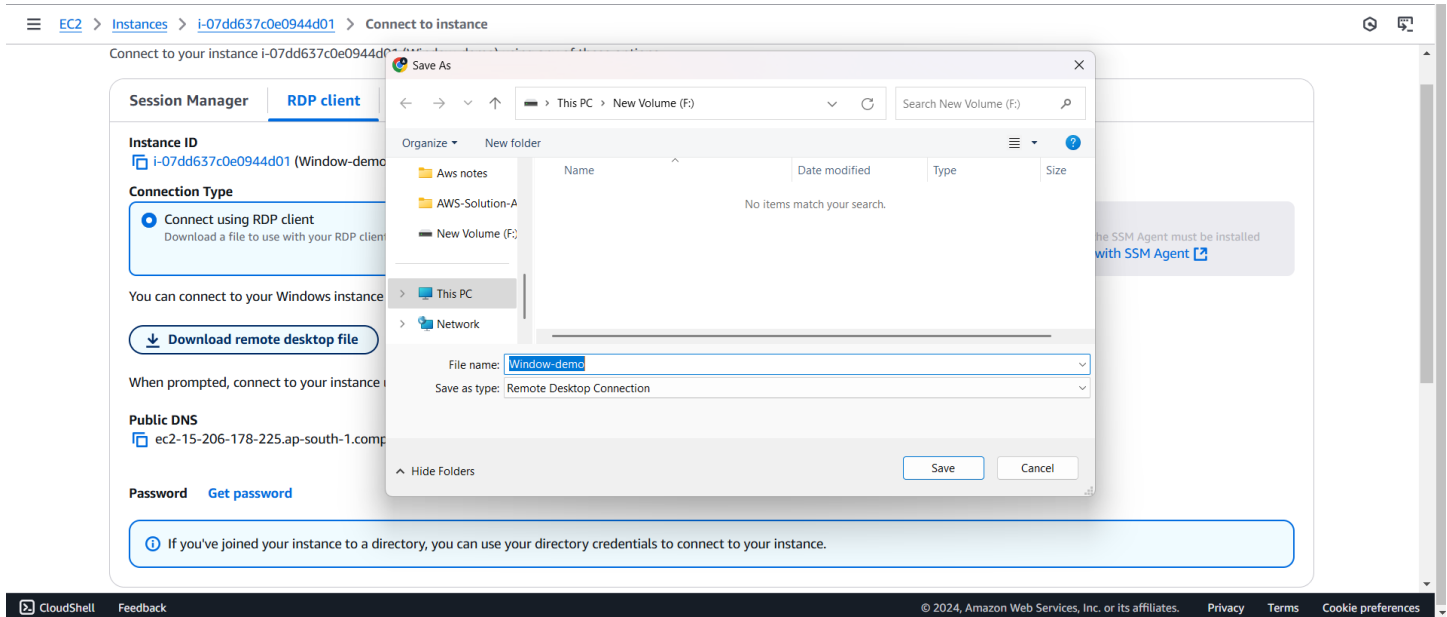 EC2 > Instances > i-07dd637c0e0944d01 > Connect to instance
Connect to your instance i-07dd637c0e0944d01
Save As
This PC > New Volume (F:)
Search New Volume (F:)
Organize
New folder
Aws notes
AWS-Solution-A
New Volume (F:)
This PC
Network
Name
Date modified
Type
Size
No items match your search.
File name: Window-demo
Save as type: Remote Desktop Connection
Hide Folders
Save
Cancel
Session Manager
RDP client
Instance ID
i-07dd637c0e0944d01 (Window-demo
Connection Type
Connect using RDP client
Download a file to use with your RDP client
he SSM Agent must be installed
with SSM Agent
You can connect to your Windows instance
Download remote desktop file
When prompted, connect to your instance
Public DNS
ec2-15-206-178-225.ap-south-1.comp
Password Get password
If you've joined your instance to a directory, you can use your directory credentials to connect to your instance.
CloudShell Feedback © 2024, Amazon Web Services, Inc. or its affiliates. Privacy Terms Cookie preferences